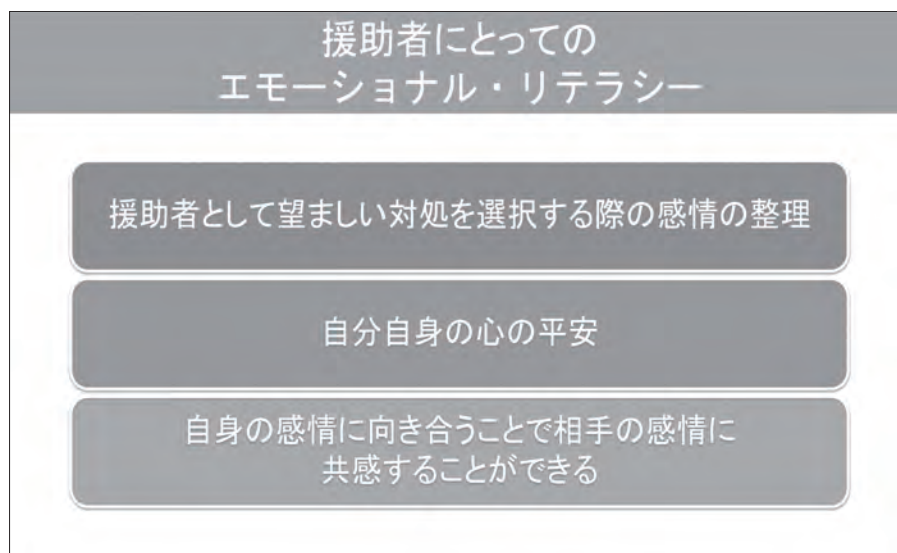 援助者にとっての
エモーショナル・リテラシー
援助者として望ましい対処を選択する際の感情の整理
自分自身の心の平安
自身の感情に向き合うことで相手の感情に
共感することができる